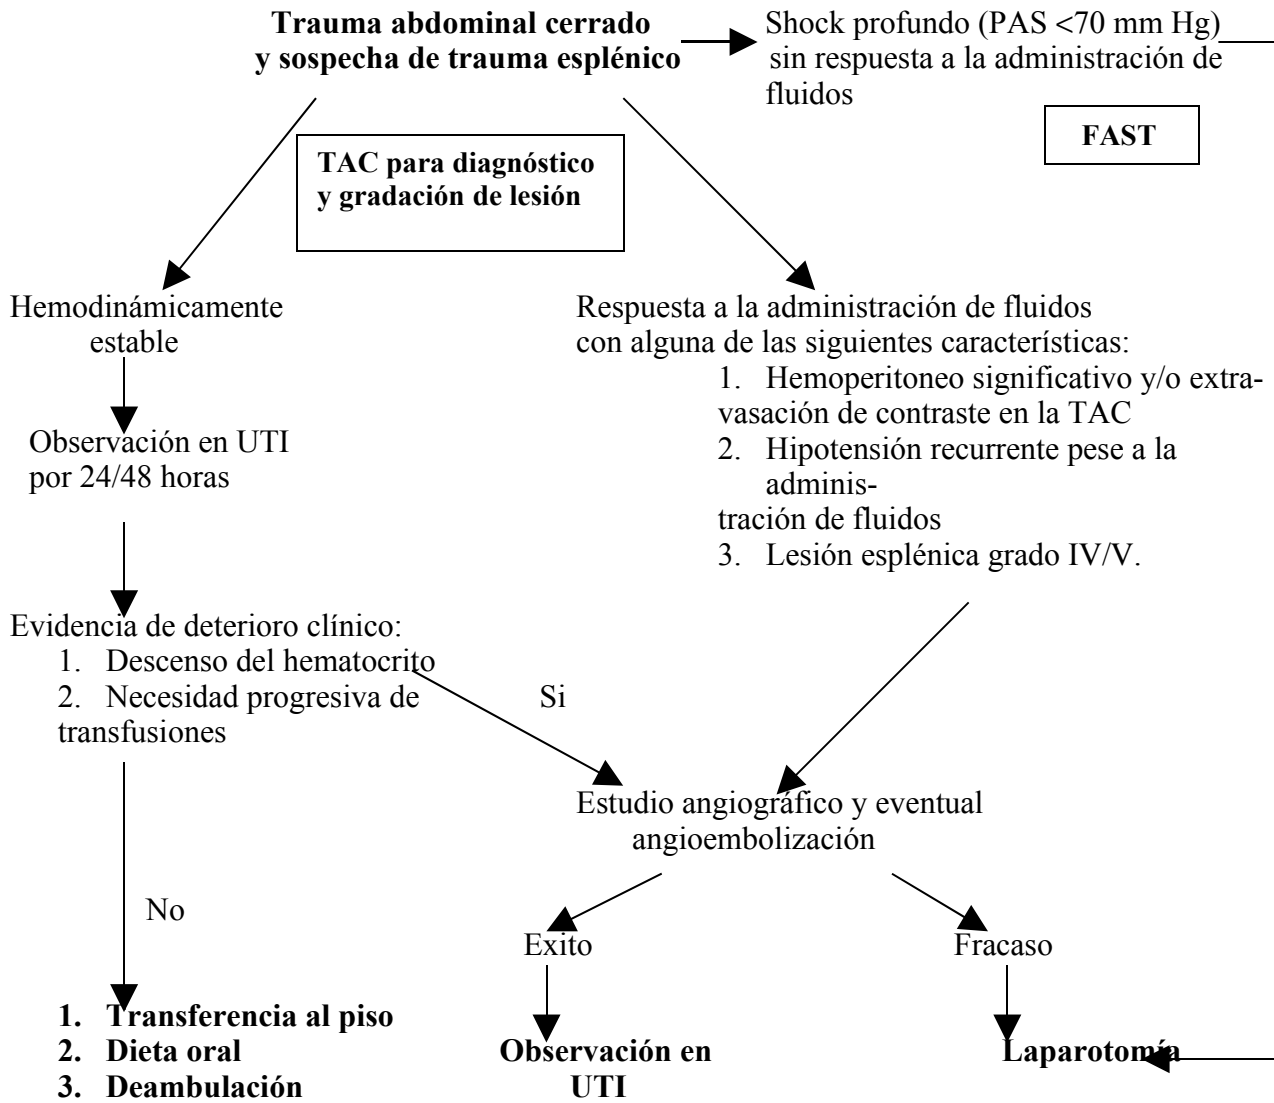 Trauma abdominal cerrado
y sospecha de trauma esplénico
Shock profundo (PAS <70 mm Hg)
sin respuesta a la administración de
fluidos
FAST
TAC para diagnóstico
y gradación de lesión
Hemodinámicamente
estable
Respuesta a la administración de fluidos
con alguna de las siguientes características:
1. Hemoperitoneo significativo y/o extra-
vasación de contraste en la TAC
2. Hipotensión recurrente pese a la
adminis-
tración de fluidos
3. Lesión esplénica grado IV/V.
Observación en UTI
por 24/48 horas
Evidencia de deterioro clínico:
1. Descenso del hematocrito
2. Necesidad progresiva de
transfusiones
Si
Estudio angiográfico y eventual
angioembolización
No
Exito
Fracaso
1. Transferencia al piso
2. Dieta oral
3. Deambulación
Observación en
UTI
Laparotomía